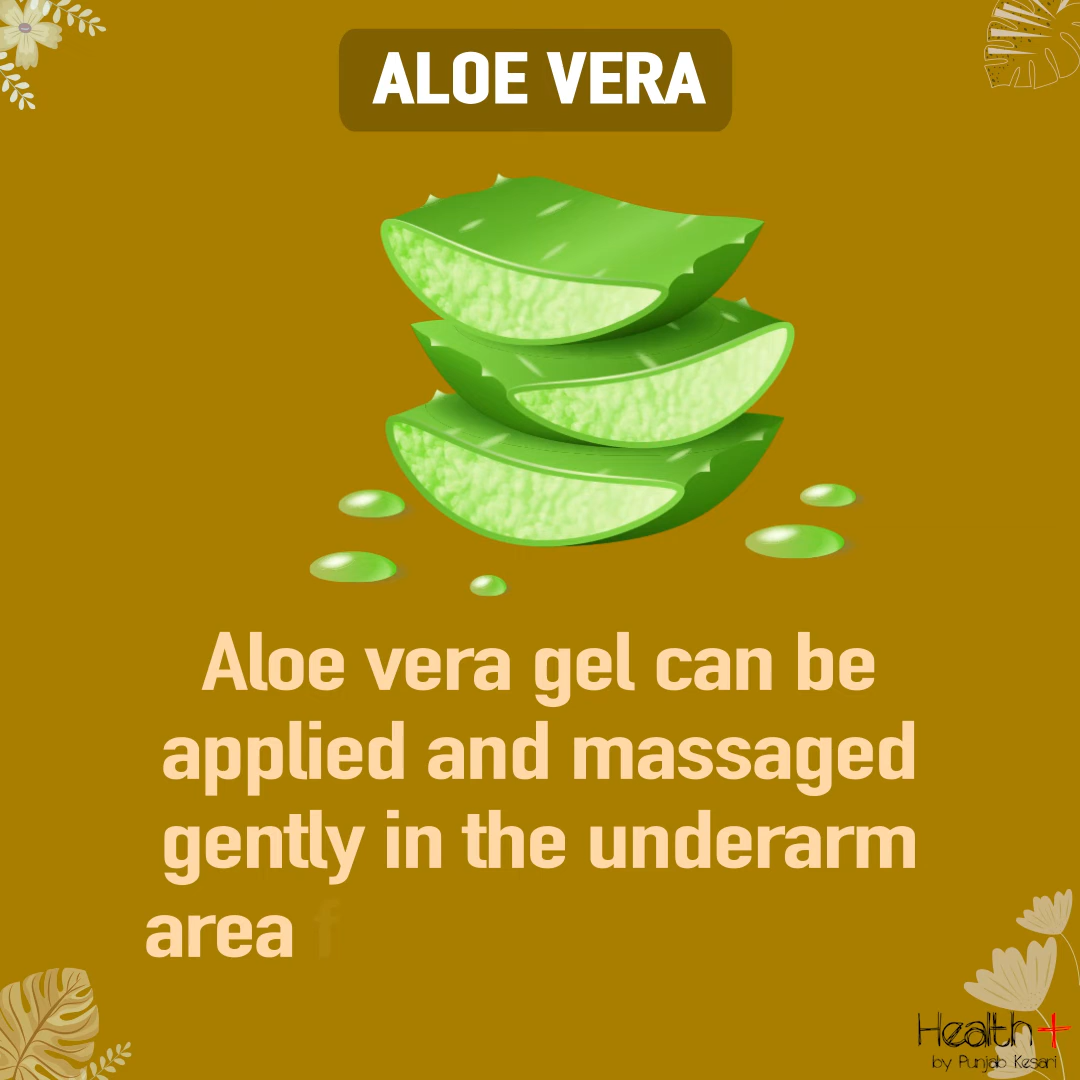 ALOE VERA
Aloe vera gel can be
applied and massaged
gently in the underarm
area f
Health+
by Punjab Kesari